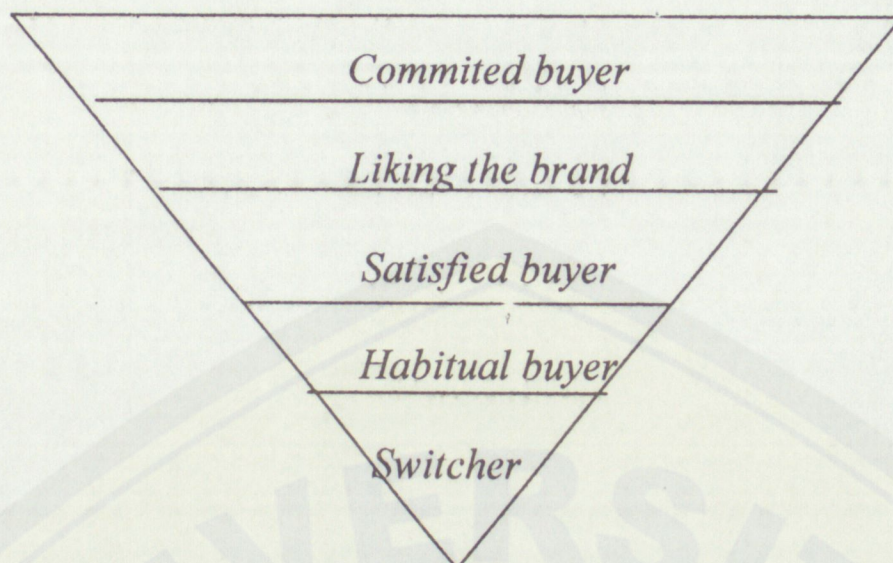 Commited buyer
Liking the brand
Satisfied buyer
Habitual buyer
Switcher